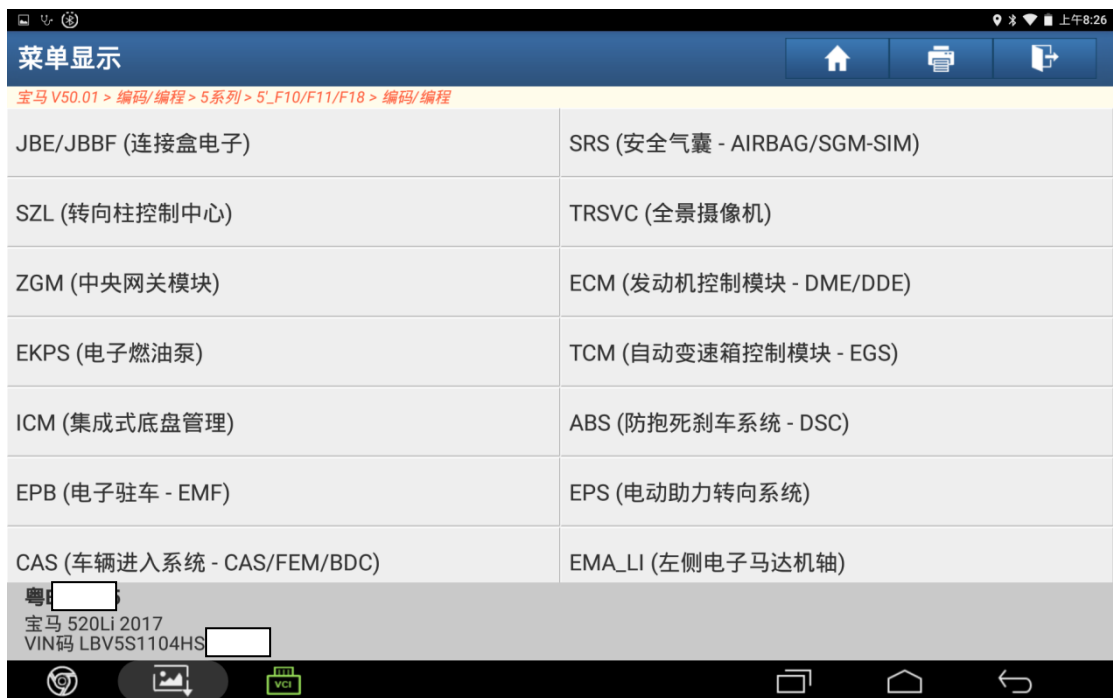 上午8:26
菜单显示
宝马 V50.01 > 编码/编程 > 5系列 > 5'_F10/F11/F18 > 编码/编程
JBE/JBBF (连接盒电子)
SRS (安全气囊 - AIRBAG/SGM-SIM)
SZL (转向柱控制中心)
TRSVC (全景摄像机)
ZGM (中央网关模块)
ECM (发动机控制模块 - DME/DDE)
EKPS (电子燃油泵)
TCM (自动变速箱控制模块 - EGS)
ICM (集成式底盘管理)
ABS (防抱死刹车系统 - DSC)
EPB (电子驻车 - EMF)
EPS (电动助力转向系统)
CAS (车辆进入系统 - CAS/FEM/BDC)
EMA_LI (左侧电子马达机轴)
粤
宝马 520Li 2017
VIN码 LBV5S1104HS
VCI